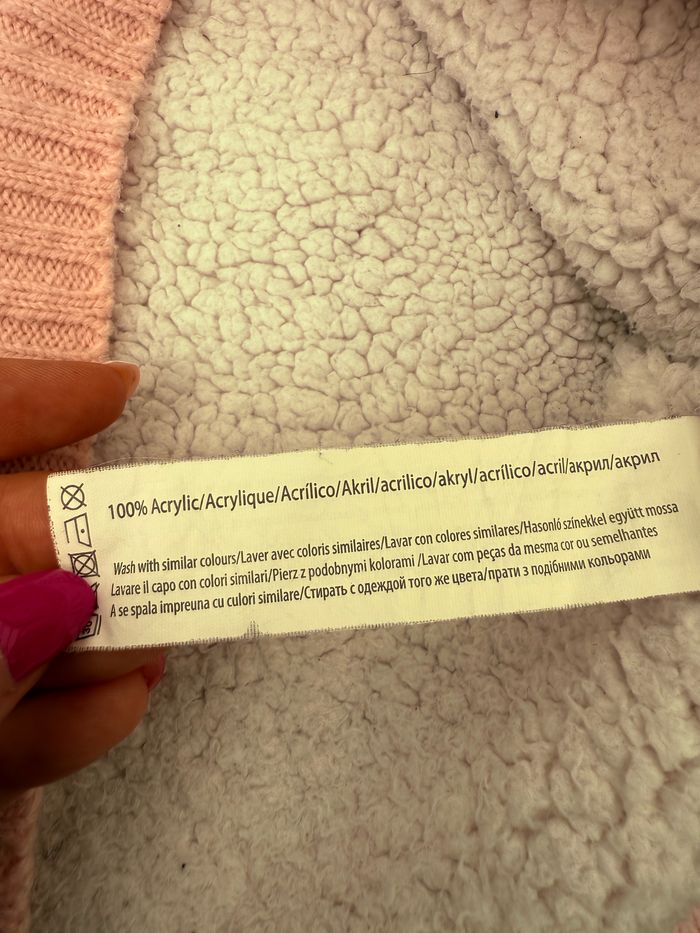 100% Acrylic/Acrylique/Acrílico/Akril/acrilico/akryl/acrílico/acril/акрил/акрил
Wash with similar colours/Laver avec coloris similaires/Lavar con colores similares/Hasonló színekkel együtt mossa
Lavare il capo con colori similari/Pierz z podobnymi kolorami /Lavar com peças da mesma cor ou semelhantes
A se spala impreuna cu culori similare/Стирать с одеждой того же цвета/прати з подібними кольорами